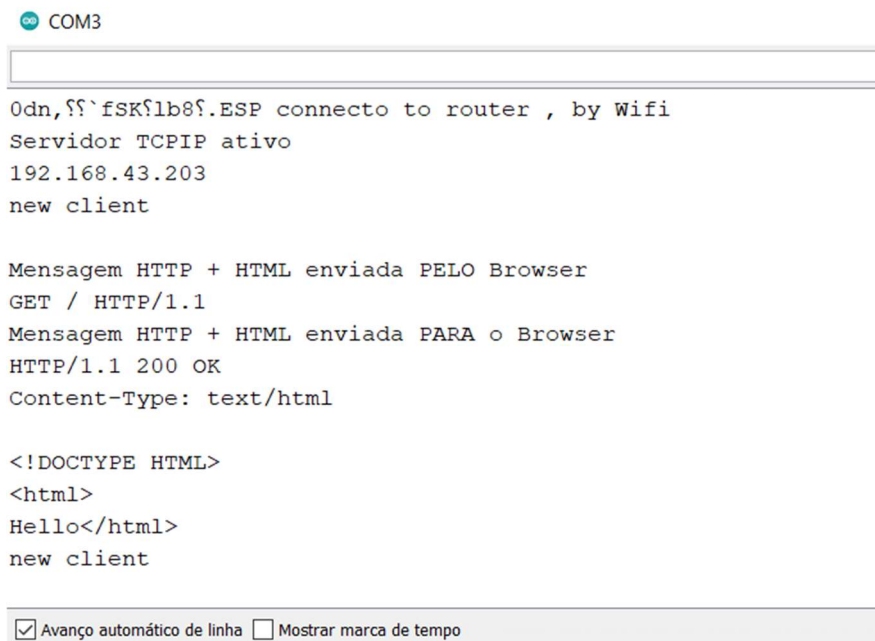 COM3
0dn,⸮⸮`fSK⸮lb8⸮.ESP connecto to router , by Wifi
Servidor TCPIP ativo
192.168.43.203
new client
Mensagem HTTP + HTML enviada PELO Browser
GET / HTTP/1.1
Mensagem HTTP + HTML enviada PARA o Browser
HTTP/1.1 200 OK
Content-Type: text/html
<!DOCTYPE HTML>
<html>
Hello</html>
new client
Avanço automático de linha Mostrar marca de tempo